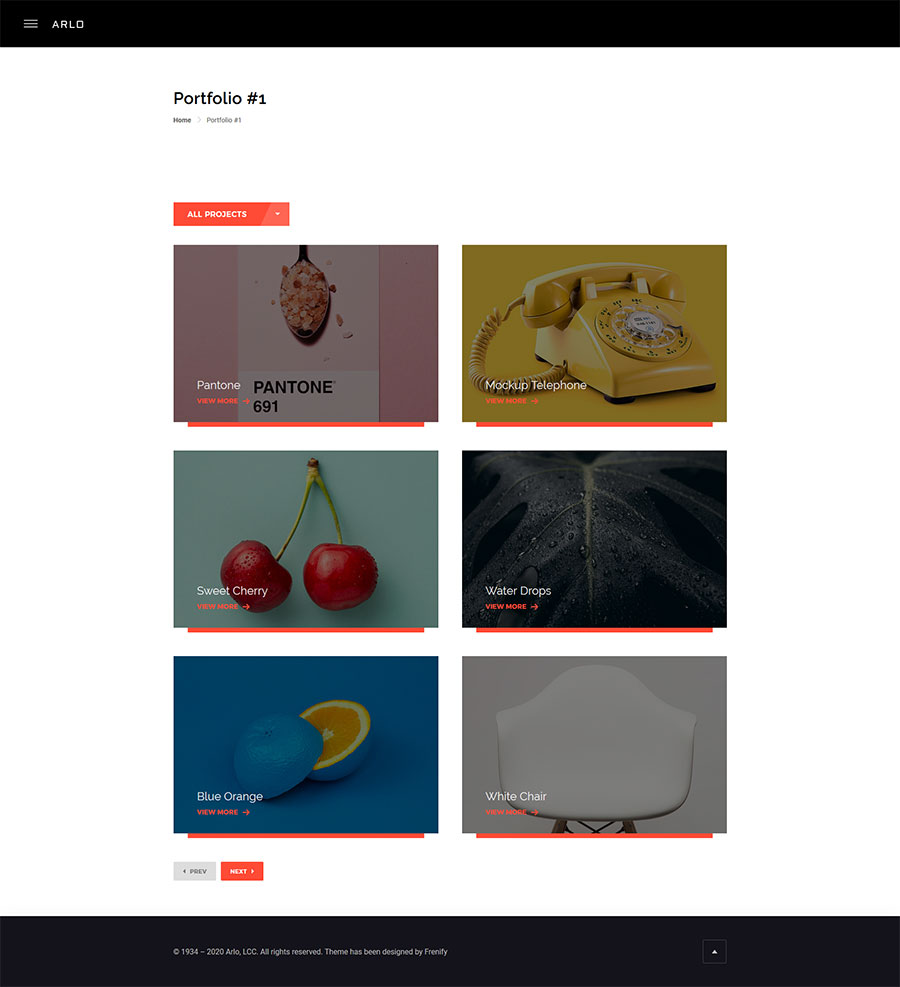 ARLO
Portfolio #1
Home > Portfolio #1
ALL PROJECTS
PANTONE®
691
Pantone
VIEW MORE →
Mockup Telephone
VIEW MORE →
Sweet Cherry
VIEW MORE →
Water Drops
VIEW MORE →
Blue Orange
VIEW MORE →
White Chair
VIEW MORE →
PREV
NEXT
© 1934 – 2020 Arlo, LCC. All rights reserved. Theme has been designed by Frenify